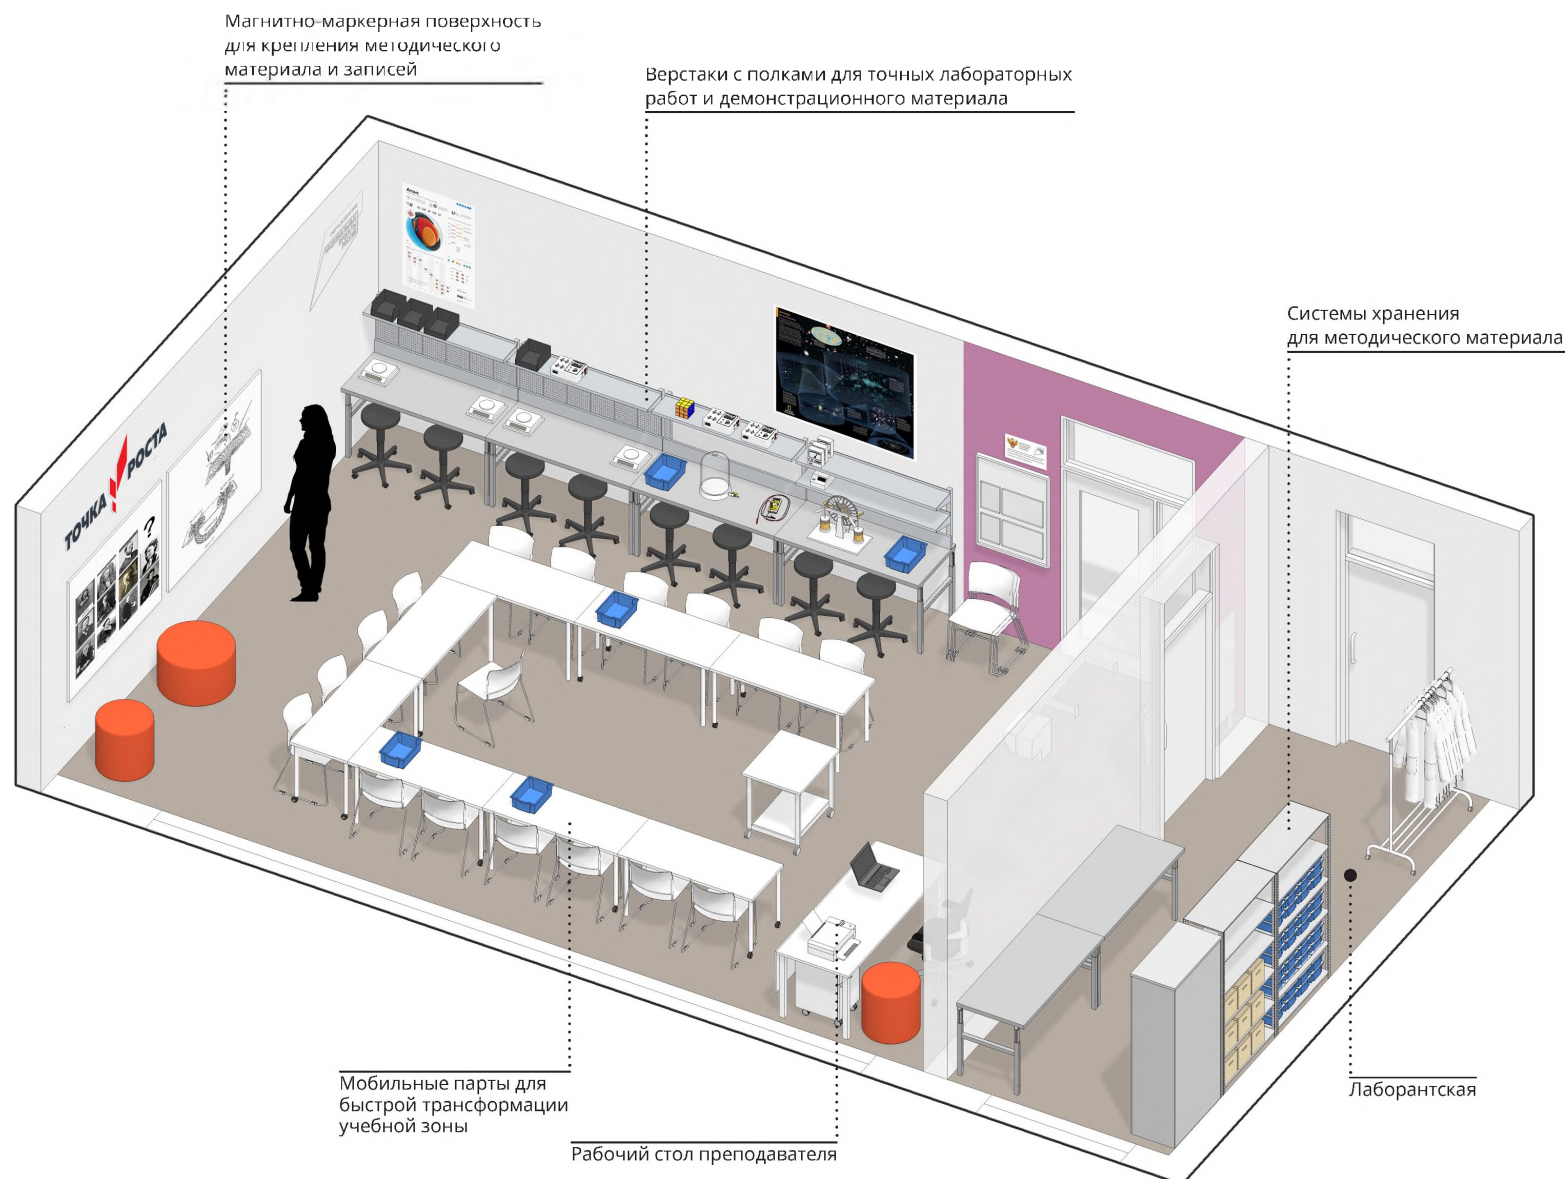 Магнитно-маркерная поверхность
для крепления методического
материала и записей
Верстаки с полками для точных лабораторных
работ и демонстрационного материала
Системы хранения
для методического материала
ТОЧКА РОСТА
?
Мобильные парты для
быстрой трансформации
учебной зоны
Рабочий стол преподавателя
Лаборантская